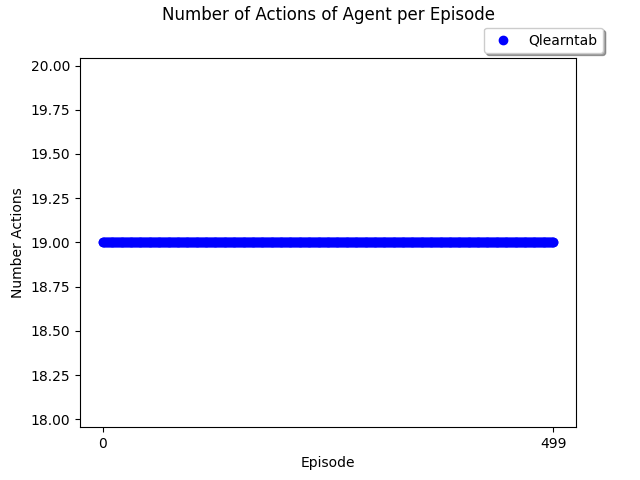 Number of Actions of Agent per Episode
Qlearntab
20.00
19.75
19.50
19.25
19.00
18.75
18.50
18.25
18.00
Number Actions
0
499
Episode